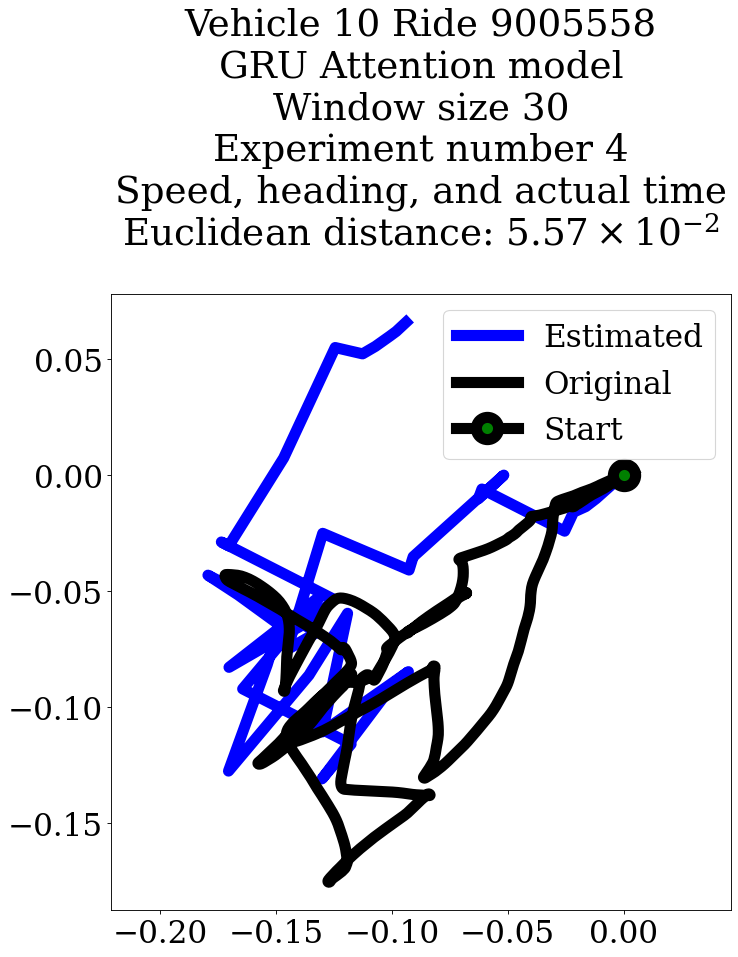 Vehicle 10 Ride 9005558
GRU Attention model
Window size 30
Experiment number 4
Speed, heading, and actual time
Euclidean distance: 5.57 × 10⁻²
Estimated
Original
Start
0.05
0.00
−0.05
−0.10
−0.15
−0.20 −0.15 −0.10 −0.05 0.00